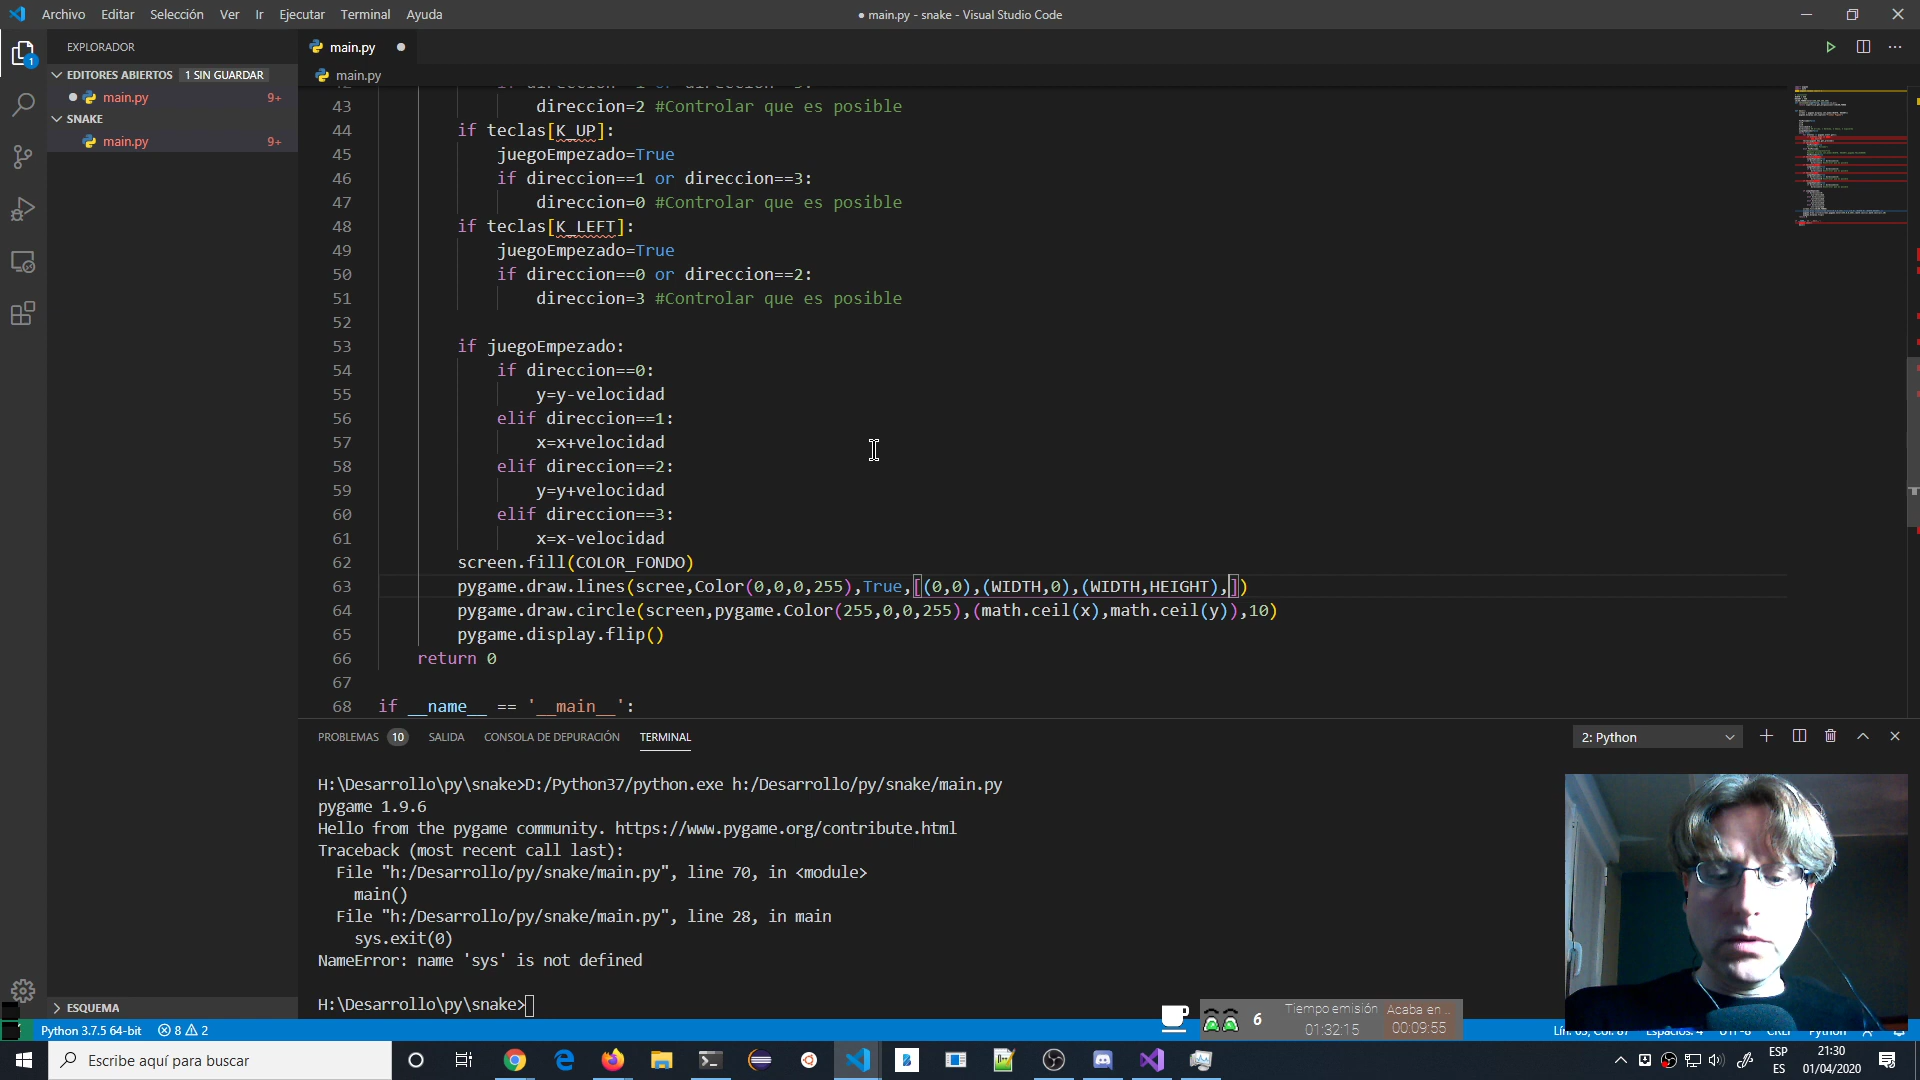 Archivo Editar Selección Ver Ir Ejecutar Terminal Ayuda
● main.py - snake - Visual Studio Code
EXPLORADOR
EDITORES ABIERTOS 1 SIN GUARDAR
main.py 9+
SNAKE
main.py 9+
ESQUEMA
1
main.py
main.py
43 direccion=2 #Controlar que es posible
44 if teclas[K_UP]:
45 juegoEmpezado=True
46 if direccion==1 or direccion==3:
47 direccion=0 #Controlar que es posible
48 if teclas[K_LEFT]:
49 juegoEmpezado=True
50 if direccion==0 or direccion==2:
51 direccion=3 #Controlar que es posible
52
53 if juegoEmpezado:
54 if direccion==0:
55 y=y-velocidad
56 elif direccion==1:
57 x=x+velocidad
58 elif direccion==2:
59 y=y+velocidad
60 elif direccion==3:
61 x=x-velocidad
62 screen.fill(COLOR_FONDO)
63 pygame.draw.lines(scree,Color(0,0,0,255),True,[(0,0),(WIDTH,0),(WIDTH,HEIGHT),])
64 pygame.draw.circle(screen,pygame.Color(255,0,0,255),(math.ceil(x),math.ceil(y)),10)
65 pygame.display.flip()
66 return 0
67
68 if __name__ == '__main__':
PROBLEMAS 10 SALIDA CONSOLA DE DEPURACIÓN TERMINAL
2: Python
H:\Desarrollo\py\snake>D:/Python37/python.exe h:/Desarrollo/py/snake/main.py
pygame 1.9.6
Hello from the pygame community. https://www.pygame.org/contribute.html
Traceback (most recent call last):
File "h:/Desarrollo/py/snake/main.py", line 70, in <module>
main()
File "h:/Desarrollo/py/snake/main.py", line 28, in main
sys.exit(0)
NameError: name 'sys' is not defined
H:\Desarrollo\py\snake>
6
Tiempo emisión
01:32:15
Acaba en ..
00:09:55
Python 3.7.5 64-bit 8 2
Escribe aquí para buscar
ESP
ES
21:30
01/04/2020